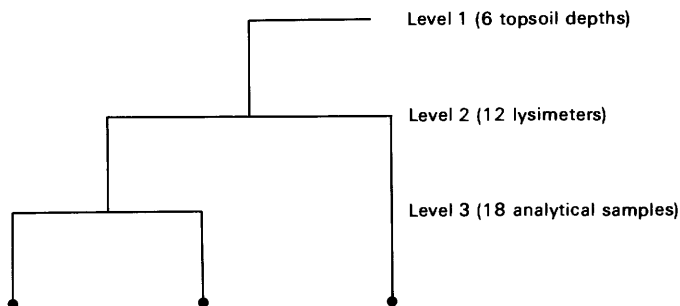 Level 1 (6 topsoil depths)
Level 2 (12 lysimeters)
Level 3 (18 analytical samples)